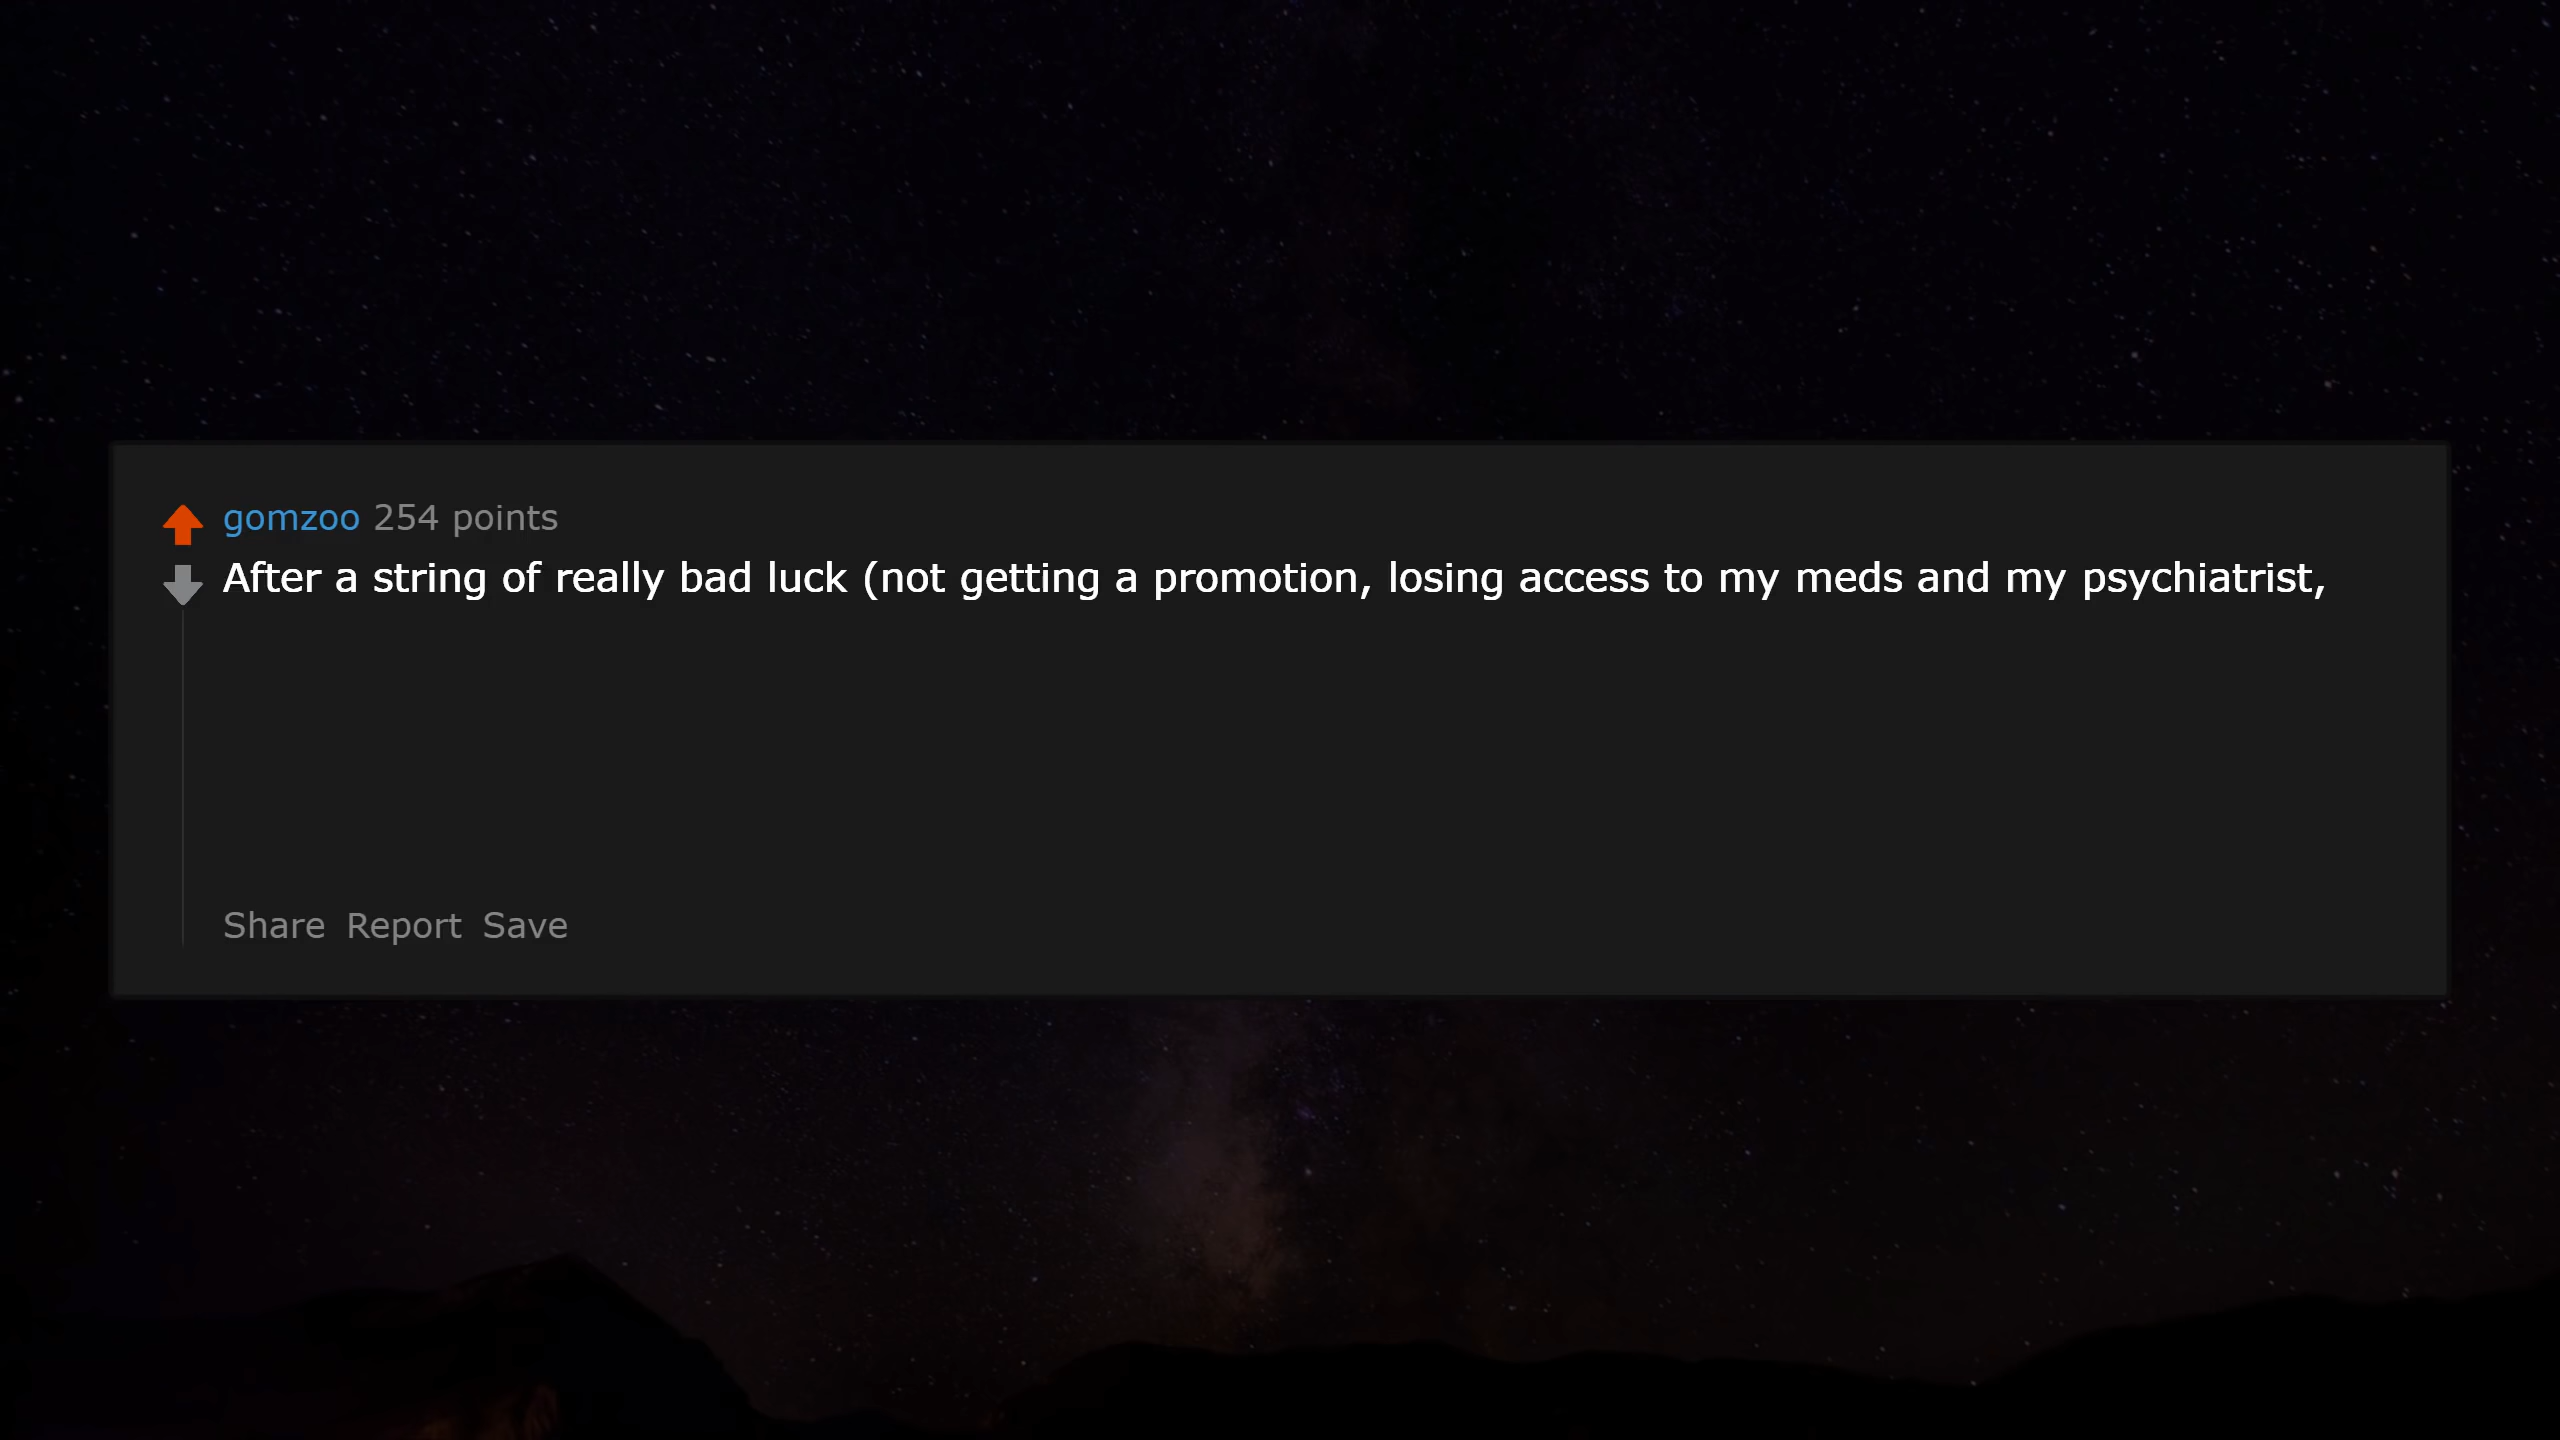 gomzoo 254 points
After a string of really bad luck (not getting a promotion, losing access to my meds and my psychiatrist,
Share Report Save